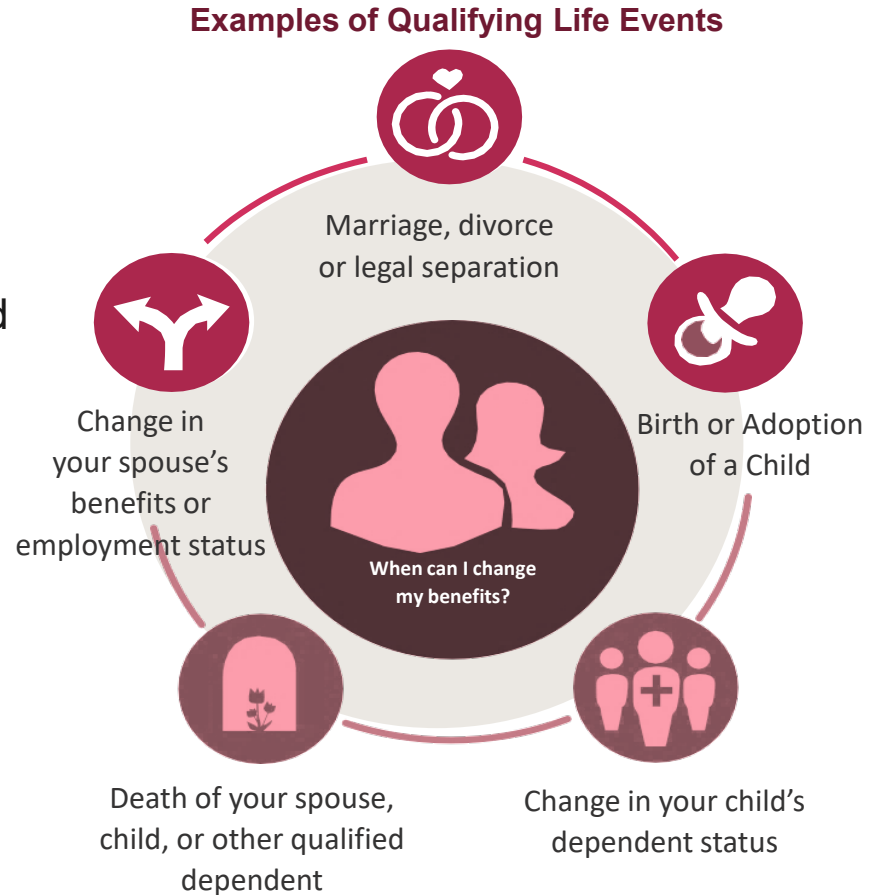 Examples of Qualifying Life Events
Marriage, divorce
or legal separation
Birth or Adoption
of a Child
Change in your child's
dependent status
Death of your spouse,
child, or other qualified
dependent
Change in
your spouse's
benefits or
employment status
When can I change
my benefits?